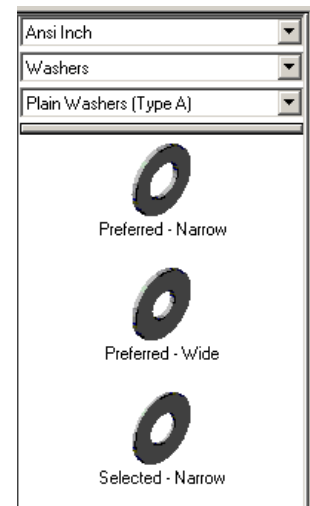 Ansi Inch
Washers
Plain Washers (Type A)
Preferred - Narrow
Preferred - Wide
Selected - Narrow